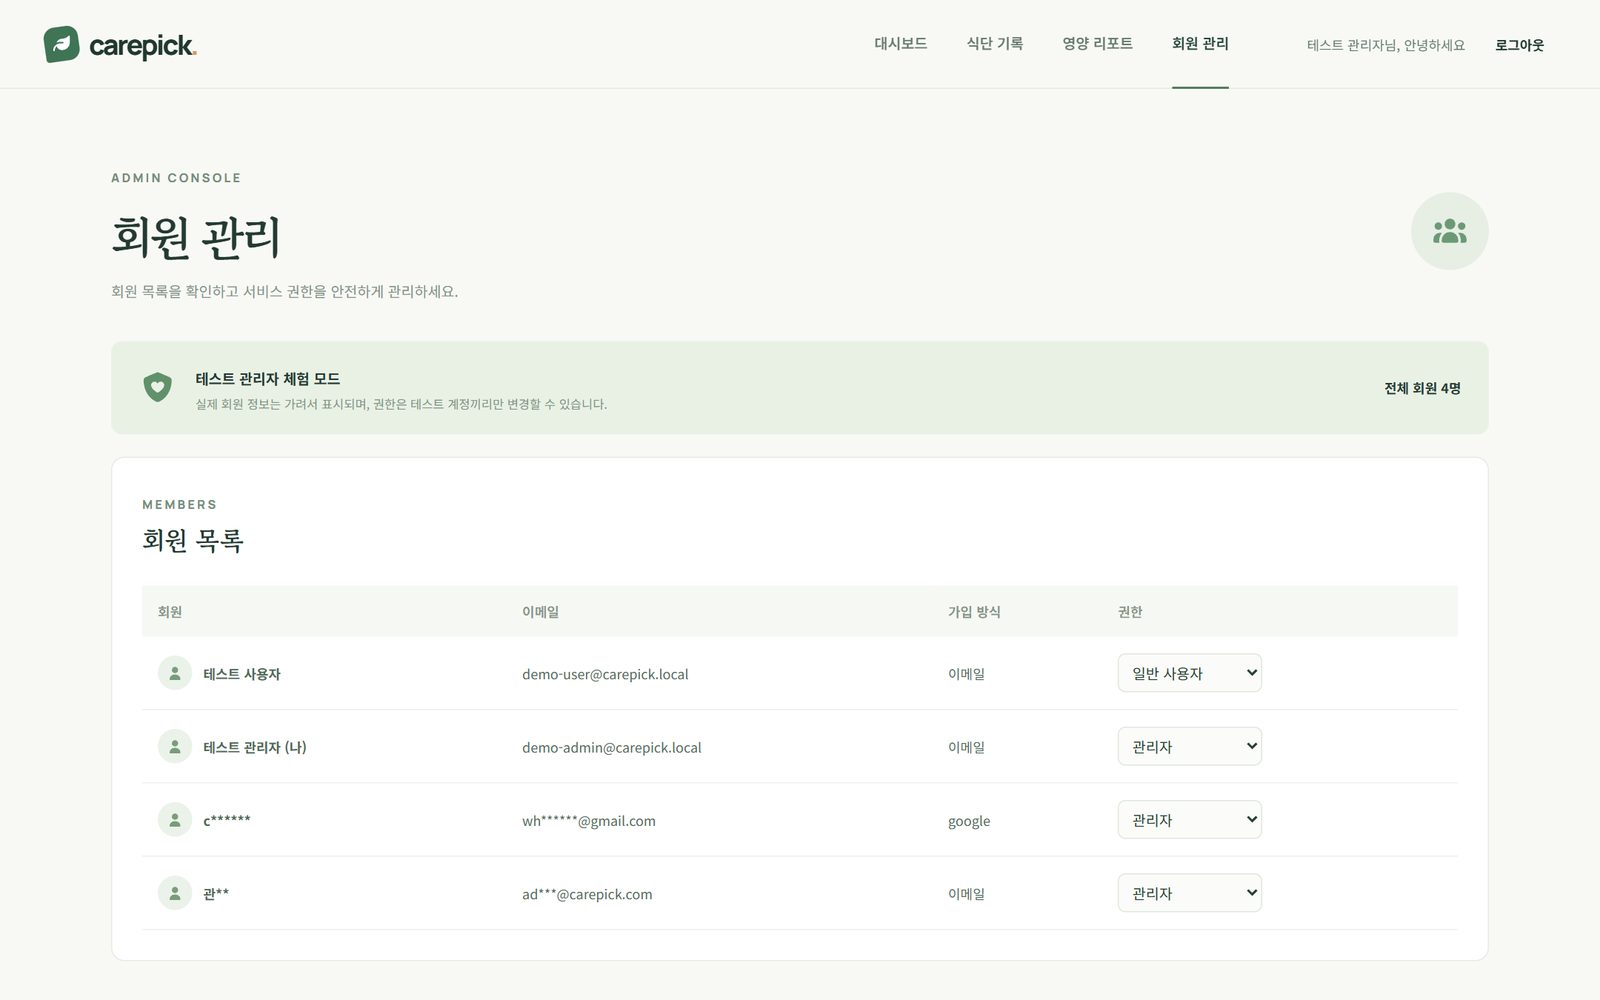 carepick.
대시보드 식단 기록 영양 리포트 회원 관리 테스트 관리자님, 안녕하세요 로그아웃
ADMIN CONSOLE
회원 관리
회원 목록을 확인하고 서비스 권한을 안전하게 관리하세요.
테스트 관리자 체험 모드
실제 회원 정보는 가려서 표시되며, 권한은 테스트 계정끼리만 변경할 수 있습니다.
전체 회원 4명
MEMBERS
회원 목록
회원 이메일 가입 방식 권한
테스트 사용자 demo-user@carepick.local 이메일 일반 사용자
테스트 관리자 (나) demo-admin@carepick.local 이메일 관리자
c****** wh******@gmail.com google 관리자
관** ad***@carepick.com 이메일 관리자